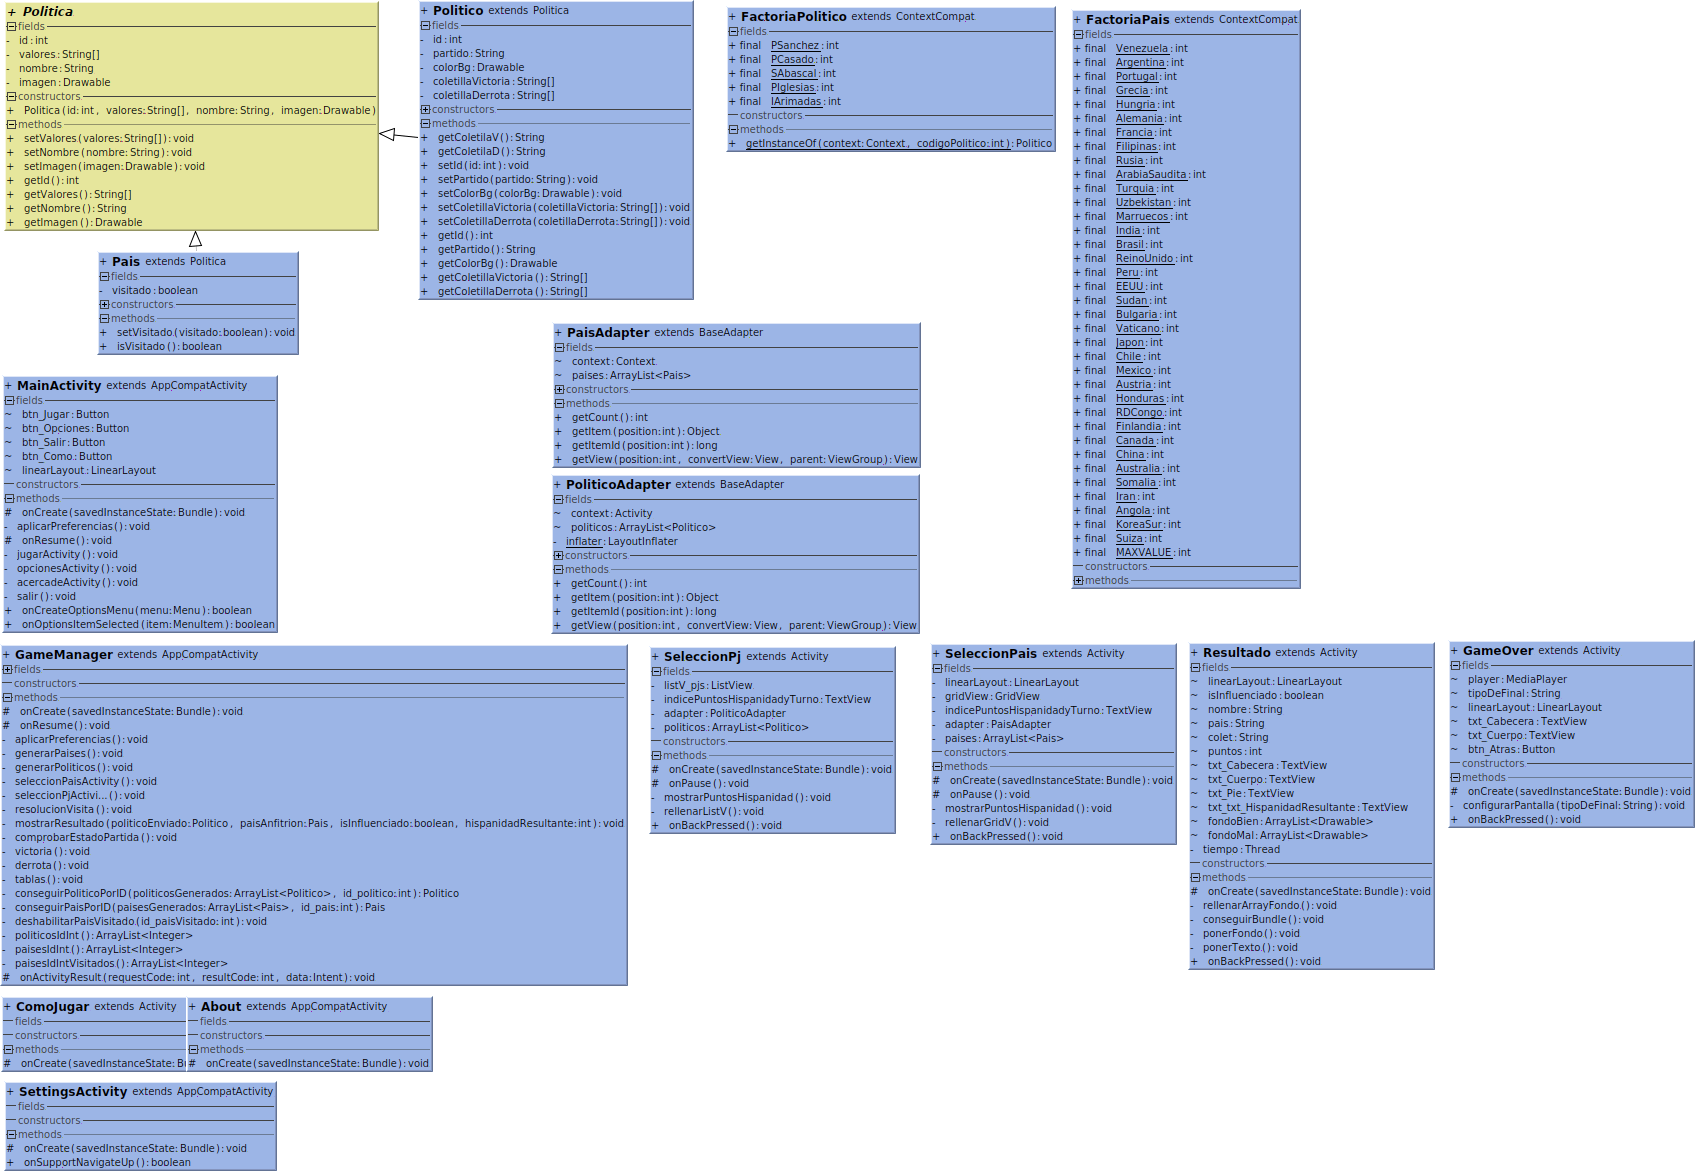 + Politica
fields
- id:int
- valores:String[]
- nombre:String
- imagen:Drawable
constructors
+ Politica(id:int, valores:String[], nombre:String, imagen:Drawable)
methods
+ setValores(valores:String[]):void
+ setNombre(nombre:String):void
+ setImagen(imagen:Drawable):void
+ getId():int
+ getValores():String[]
+ getNombre():String
+ getImagen():Drawable
+ Politico extends Politica
fields
- id:int
- partido:String
- colorBg:Drawable
- coletillaVictoria:String[]
- coletillaDerrota:String[]
constructors
methods
+ getColetilaV():String
+ getColetilaD():String
+ setId(id:int):void
+ setPartido(partido:String):void
+ setColorBg(colorBg:Drawable):void
+ setColetillaVictoria(coletillaVictoria:String[]):void
+ setColetillaDerrota(coletillaDerrota:String[]):void
+ getId():int
+ getPartido():String
+ getColorBg():Drawable
+ getColetillaVictoria():String[]
+ getColetillaDerrota():String[]
+ FactoriaPolitico extends ContextCompat
fields
+ final PSanchez:int
+ final PCasado:int
+ final SAbascal:int
+ final PIglesias:int
+ final IArimadas:int
constructors
methods
+ getInstanceOf(context:Context, codigoPolitico:int):Politico
+ FactoriaPais extends ContextCompat
fields
+ final Venezuela:int
+ final Argentina:int
+ final Portugal:int
+ final Grecia:int
+ final Hungria:int
+ final Alemania:int
+ final Francia:int
+ final Filipinas:int
+ final Rusia:int
+ final ArabiaSaudita:int
+ final Turquia:int
+ final Uzbekistan:int
+ final Marruecos:int
+ final India:int
+ final Brasil:int
+ final ReinoUnido:int
+ final Peru:int
+ final EEUU:int
+ final Sudan:int
+ final Bulgaria:int
+ final Vaticano:int
+ final Japon:int
+ final Chile:int
+ final Mexico:int
+ final Austria:int
+ final Honduras:int
+ final RDCongo:int
+ final Finlandia:int
+ final Canada:int
+ final China:int
+ final Australia:int
+ final Somalia:int
+ final Iran:int
+ final Angola:int
+ final KoreaSur:int
+ final Suiza:int
+ final MAXVALUE:int
constructors
methods
+ Pais extends Politica
fields
- visitado:boolean
constructors
methods
+ setVisitado(visitado:boolean):void
+ isVisitado():boolean
+ PaisAdapter extends BaseAdapter
fields
~ context:Context
~ paises:ArrayList<Pais>
constructors
methods
+ getCount():int
+ getItem(position:int):Object
+ getItemId(position:int):long
+ getView(position:int, convertView:View, parent:ViewGroup):View
+ PoliticoAdapter extends BaseAdapter
fields
~ context:Activity
~ politicos:ArrayList<Politico>
- inflater:LayoutInflater
constructors
methods
+ getCount():int
+ getItem(position:int):Object
+ getItemId(position:int):long
+ getView(position:int, convertView:View, parent:ViewGroup):View
+ MainActivity extends AppCompatActivity
fields
~ btn_Jugar:Button
~ btn_Opciones:Button
~ btn_Salir:Button
~ btn_Como:Button
~ linearLayout:LinearLayout
constructors
methods
# onCreate(savedInstanceState:Bundle):void
- aplicarPreferencias():void
# onResume():void
- jugarActivity():void
- opcionesActivity():void
- acercadeActivity():void
- salir():void
+ onCreateOptionsMenu(menu:Menu):boolean
+ onOptionsItemSelected(item:MenuItem):boolean
+ GameManager extends AppCompatActivity
fields
constructors
methods
# onCreate(savedInstanceState:Bundle):void
# onResume():void
- aplicarPreferencias():void
- generarPaises():void
- generarPoliticos():void
- seleccionPaisActivity():void
- seleccionPjActivi...():void
- resolucionVisita():void
- mostrarResultado(politicoEnviado:Politico, paisAnfitrion:Pais, isInfluenciado:boolean, hispanidadResultante:int):void
- comprobarEstadoPartida():void
- victoria():void
- derrota():void
- tablas():void
- conseguirPoliticoPorID(politicosGenerados:ArrayList<Politico>, id_politico:int):Politico
- conseguirPaisPorID(paisesGenerados:ArrayList<Pais>, id_pais:int):Pais
- deshabilitarPaisVisitado(id_paisVisitado:int):void
- politicosIdInt():ArrayList<Integer>
- paisesIdInt():ArrayList<Integer>
- paisesIdIntVisitados():ArrayList<Integer>
# onActivityResult(requestCode:int, resultCode:int, data:Intent):void
+ SeleccionPj extends Activity
fields
- listV_pjs:ListView
- indicePuntosHispanidadyTurno:TextView
- adapter:PoliticoAdapter
- politicos:ArrayList<Politico>
constructors
methods
# onCreate(savedInstanceState:Bundle):void
# onPause():void
- mostrarPuntosHispanidad():void
- rellenarListV():void
+ onBackPressed():void
+ SeleccionPais extends Activity
fields
- linearLayout:LinearLayout
- gridView:GridView
- indicePuntosHispanidadyTurno:TextView
- adapter:PaisAdapter
- paises:ArrayList<Pais>
constructors
methods
# onCreate(savedInstanceState:Bundle):void
# onPause():void
- mostrarPuntosHispanidad():void
- rellenarGridV():void
+ onBackPressed():void
+ Resultado extends Activity
fields
~ linearLayout:LinearLayout
~ isInfluenciado:boolean
~ nombre:String
~ pais:String
~ colet:String
~ puntos:int
~ txt_Cabecera:TextView
~ txt_Cuerpo:TextView
~ txt_Pie:TextView
~ txt_txt_HispanidadResultante:TextView
~ fondoBien:ArrayList<Drawable>
~ fondoMal:ArrayList<Drawable>
- tiempo:Thread
constructors
methods
# onCreate(savedInstanceState:Bundle):void
- rellenarArrayFondo():void
- conseguirBundle():void
- ponerFondo():void
- ponerTexto():void
+ onBackPressed():void
+ GameOver extends Activity
fields
~ player:MediaPlayer
~ tipoDeFinal:String
~ linearLayout:LinearLayout
~ txt_Cabecera:TextView
~ txt_Cuerpo:TextView
~ btn_Atras:Button
constructors
methods
# onCreate(savedInstanceState:Bundle):void
- configurarPantalla(tipoDeFinal:String):void
+ onBackPressed():void
+ ComoJugar extends Activity
fields
constructors
methods
# onCreate(savedInstanceState:Bu
+ About extends AppCompatActivity
fields
constructors
methods
# onCreate(savedInstanceState:Bundle):void
+ SettingsActivity extends AppCompatActivity
fields
constructors
methods
# onCreate(savedInstanceState:Bundle):void
+ onSupportNavigateUp():boolean